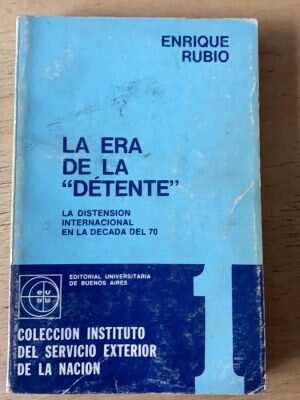 ENRIQUE
RUBIO
LA ERA
DE LA
"DÉTENTE"
LA DISTENSION
INTERNACIONAL
EN LA DECADA DEL 70
EDITORIAL UNIVERSITARIA
DE BUENOS AIRES
1
COLECCION INSTITUTO
DEL SERVICIO EXTERIOR
DE LA NACION